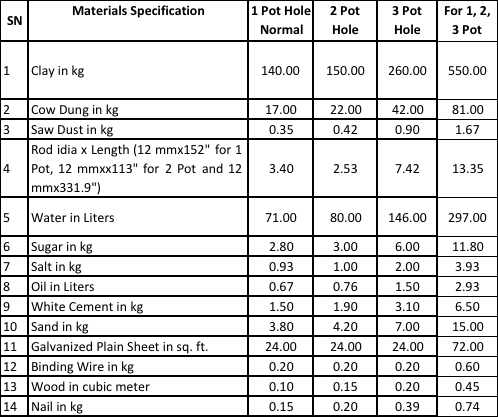 SN Materials Specification 1 Pot Hole Normal 2 Pot Hole 3 Pot Hole For 1, 2, 3 Pot
1 Clay in kg 140.00 150.00 260.00 550.00
2 Cow Dung in kg 17.00 22.00 42.00 81.00
3 Saw Dust in kg 0.35 0.42 0.90 1.67
4 Rod idia x Length (12 mmx152" for 1 Pot, 12 mmxx113" for 2 Pot and 12 mmx331.9") 3.40 2.53 7.42 13.35
5 Water in Liters 71.00 80.00 146.00 297.00
6 Sugar in kg 2.80 3.00 6.00 11.80
7 Salt in kg 0.93 1.00 2.00 3.93
8 Oil in Liters 0.67 0.76 1.50 2.93
9 White Cement in kg 1.50 1.90 3.10 6.50
10 Sand in kg 3.80 4.20 7.00 15.00
11 Galvanized Plain Sheet in sq. ft. 24.00 24.00 24.00 72.00
12 Binding Wire in kg 0.20 0.20 0.20 0.60
13 Wood in cubic meter 0.10 0.15 0.20 0.45
14 Nail in kg 0.15 0.20 0.39 0.74